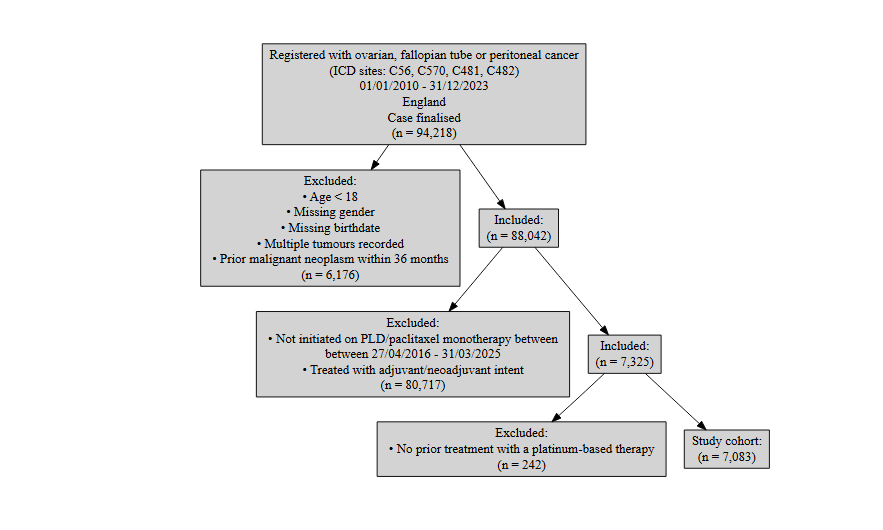 Registered with ovarian, fallopian tube or peritoneal cancer
(ICD sites: C56, C570, C481, C482)
01/01/2010 - 31/12/2023
England
Case finalised
(n = 94,218)
Excluded:
• Age < 18
• Missing gender
• Missing birthdate
• Multiple tumours recorded
• Prior malignant neoplasm within 36 months
(n = 6,176)
Included:
(n = 88,042)
Excluded:
• Not initiated on PLD/paclitaxel monotherapy between
between 27/04/2016 - 31/03/2025
• Treated with adjuvant/neoadjuvant intent
(n = 80,717)
Included:
(n = 7,325)
Excluded:
• No prior treatment with a platinum-based therapy
(n = 242)
Study cohort:
(n = 7,083)